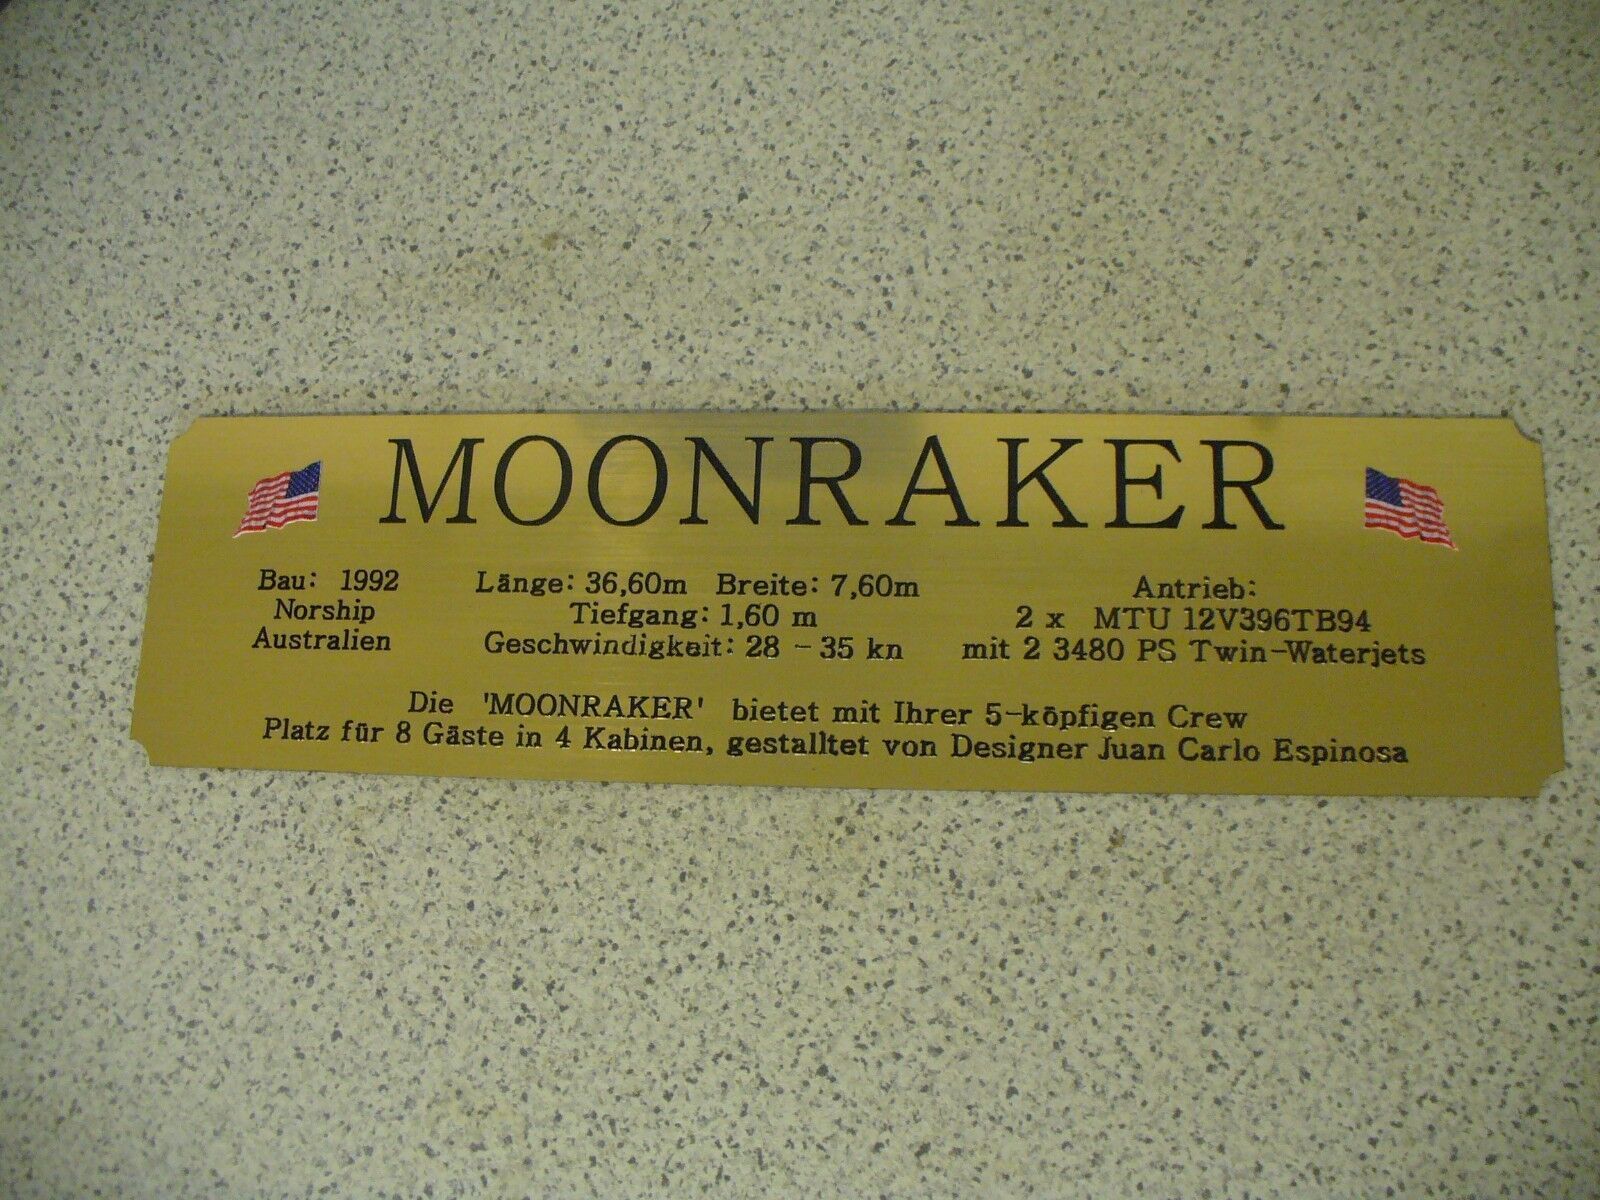 MOONRAKER
Bau: 1992
Norship
Australien
Länge: 36,60m Breite: 7,60m
Tiefgang: 1,60 m
Geschwindigkeit: 28 - 35 kn
Antrieb:
2 x MTU 12V396TB94
mit 2 3480 PS Twin-Waterjets
Die 'MOONRAKER' bietet mit Ihrer 5-köpfigen Crew
Platz für 8 Gäste in 4 Kabinen, gestalltet von Designer Juan Carlo Espinosa